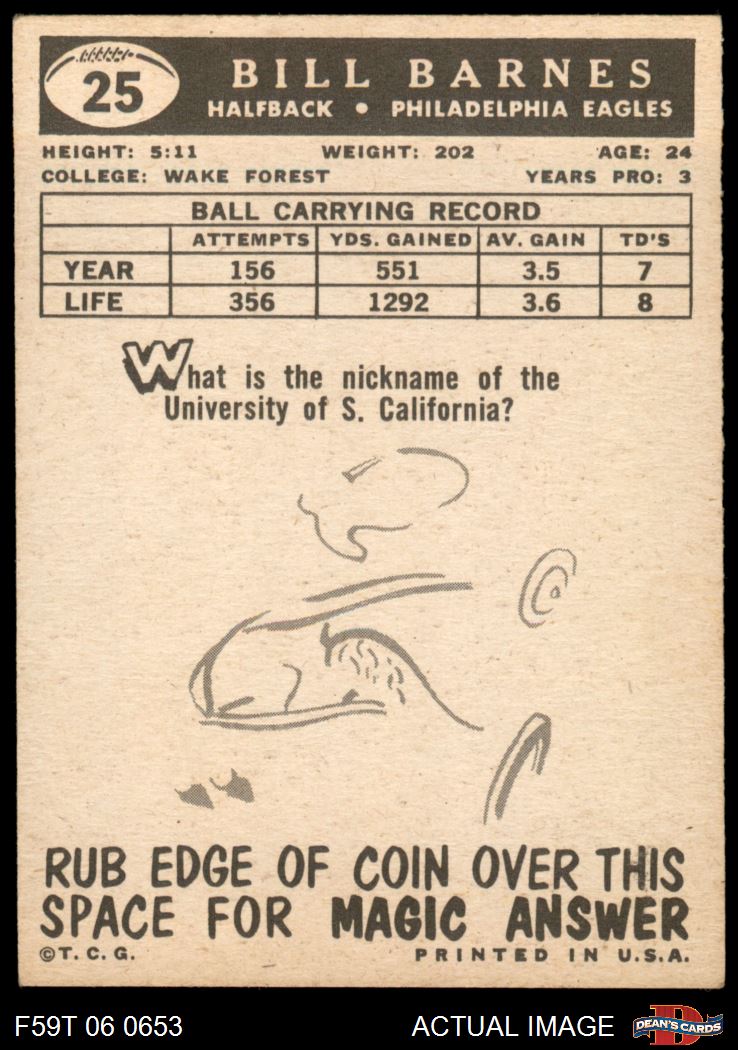 25
BILL BARNES
HALFBACK • PHILADELPHIA EAGLES
HEIGHT: 5:11 WEIGHT: 202 AGE: 24
COLLEGE: WAKE FOREST YEARS PRO: 3
BALL CARRYING RECORD
ATTEMPTS YDS. GAINED AV. GAIN TD'S
YEAR 156 551 3.5 7
LIFE 356 1292 3.6 8
What is the nickname of the
University of S. California?
RUB EDGE OF COIN OVER THIS
SPACE FOR MAGIC ANSWER
©T. C. G. PRINTED IN U.S.A.
F59T 06 0653 ACTUAL IMAGE D DEAN'S CARDS